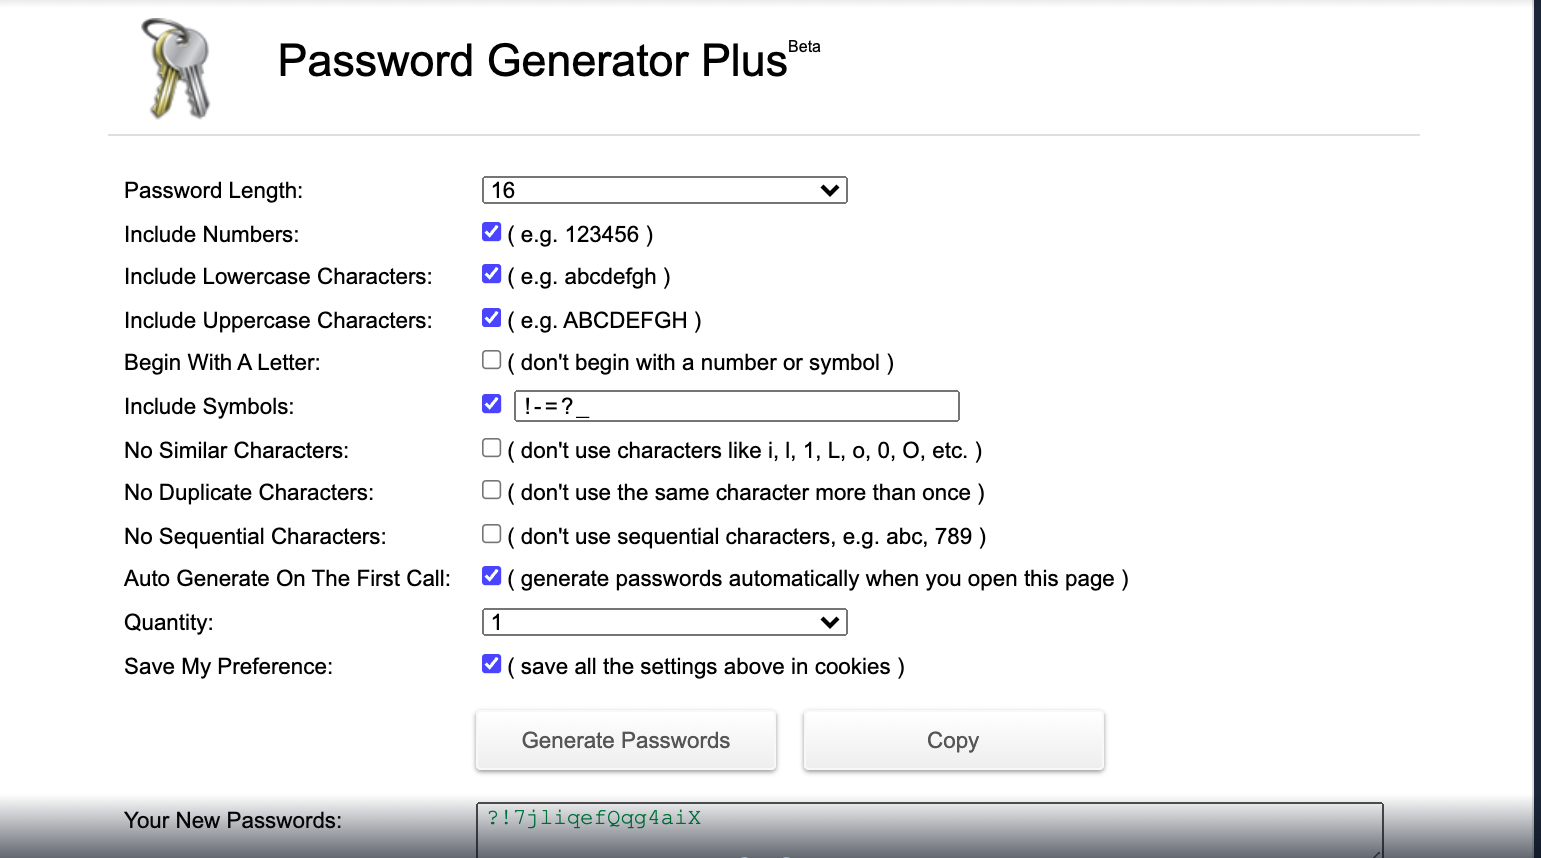 Password Generator Plus Beta
Password Length: 16
Include Numbers: ( e.g. 123456 )
Include Lowercase Characters: ( e.g. abcdefgh )
Include Uppercase Characters: ( e.g. ABCDEFGH )
Begin With A Letter: ( don't begin with a number or symbol )
Include Symbols: !-=?_
No Similar Characters: ( don't use characters like i, l, 1, L, o, 0, O, etc. )
No Duplicate Characters: ( don't use the same character more than once )
No Sequential Characters: ( don't use sequential characters, e.g. abc, 789 )
Auto Generate On The First Call: ( generate passwords automatically when you open this page )
Quantity: 1
Save My Preference: ( save all the settings above in cookies )
Generate Passwords Copy
Your New Passwords: ?!7jliqefQqg4aiX